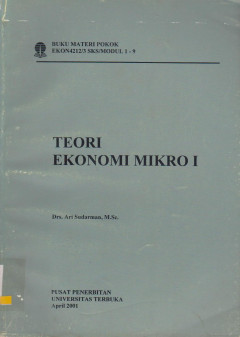 BUKU MATERI POKOK
EKON4212/3 SKS/MODUL 1 - 9
TEORI
EKONOMI MIKRO I
Drs. Ari Sudarman, M.Sc.
PUSAT PENERBITAN
UNIVERSITAS TERBUKA
April 2001